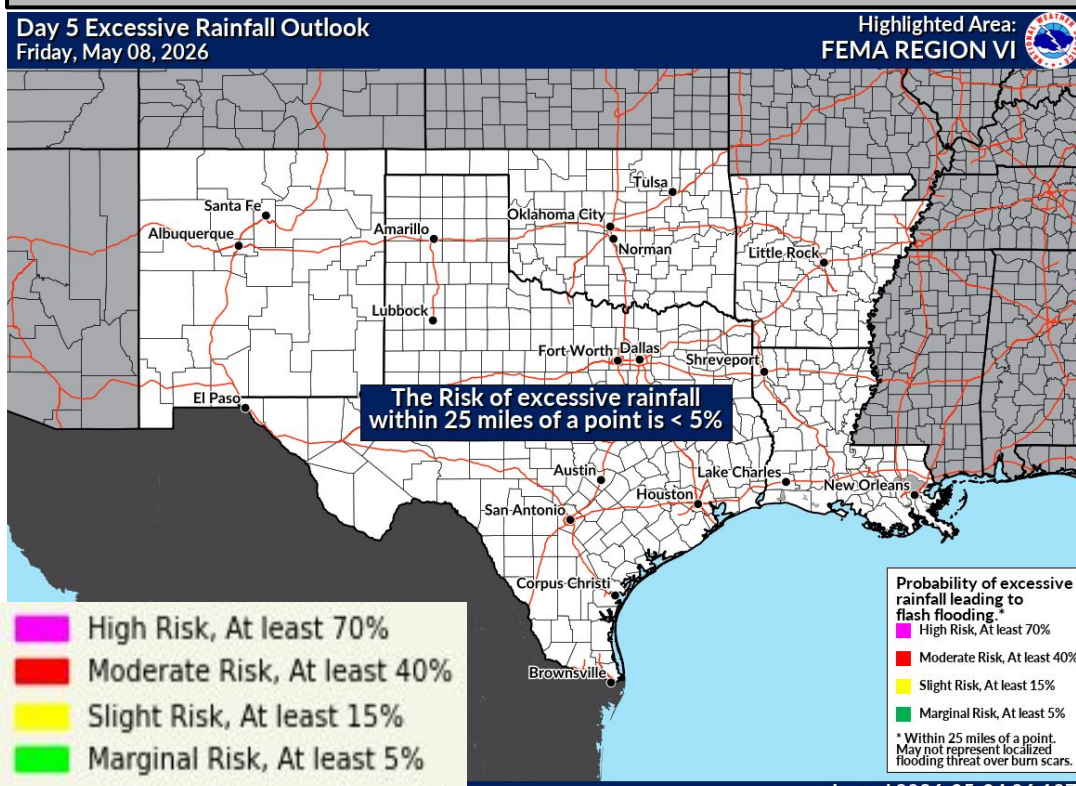 Day 5 Excessive Rainfall Outlook
Friday, May 08, 2026
Highlighted Area:
FEMA REGION VI
NATIONAL WEATHER SERVICE
Tulsa
Santa Fe
Oklahoma City
Albuquerque
Amarillo
Norman
Little Rock
Lubbock
Fort Worth
Dallas
Shreveport
El Paso
The Risk of excessive rainfall
within 25 miles of a point is < 5%
Austin
Lake Charles
New Orleans
Houston
San Antonio
Corpus Christi
Brownsville
High Risk, At least 70%
Moderate Risk, At least 40%
Slight Risk, At least 15%
Marginal Risk, At least 5%
Probability of excessive
rainfall leading to
flash flooding.*
High Risk, At least 70%
Moderate Risk, At least 40%
Slight Risk, At least 15%
Marginal Risk, At least 5%
* Within 25 miles of a point.
May not represent localized
flooding threat over burn scars.